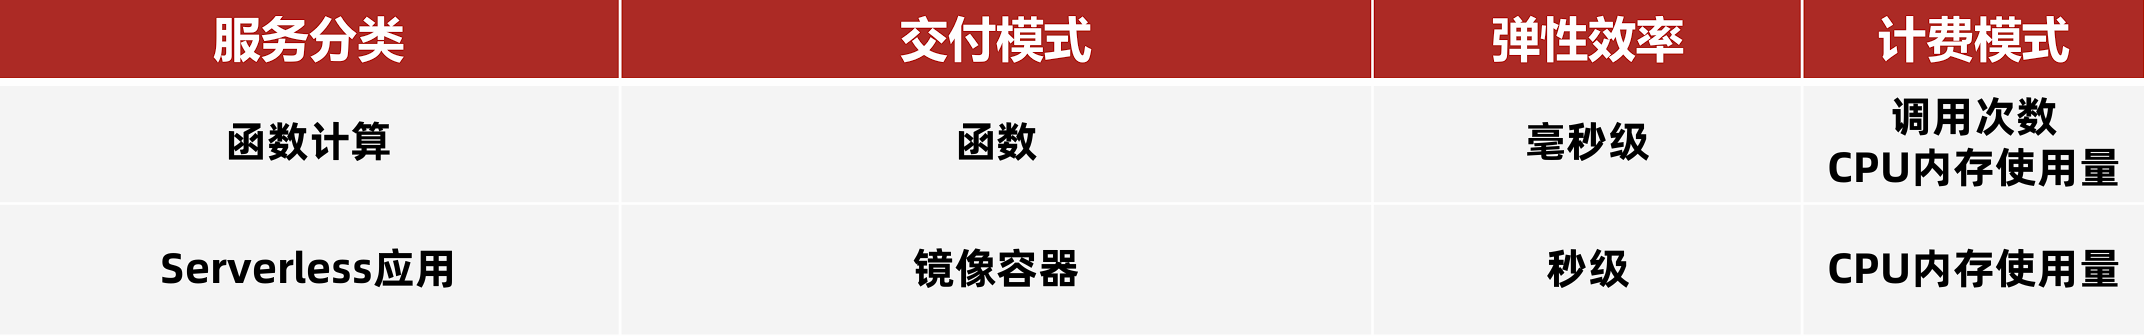 服务分类 交付模式 弹性效率 计费模式
函数计算 函数 毫秒级 调用次数
CPU内存使用量
Serverless应用 镜像容器 秒级 CPU内存使用量